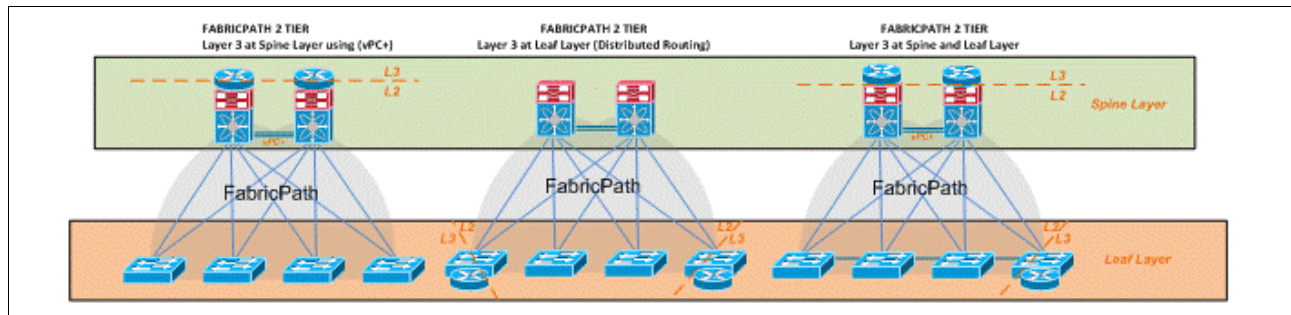 FABRICPATH 2 TIER
Layer 3 at Spine Layer using (vPC+)
FABRICPATH 2 TIER
Layer 3 at Leaf Layer (Distributed Routing)
FABRICPATH 2 TIER
Layer 3 at Spine and Leaf Layer
L3
L2
L3
L2
Spine Layer
vPC+
vPC+
FabricPath
FabricPath
FabricPath
L2
L3
L2/
L3
L2/
L3
Leaf Layer